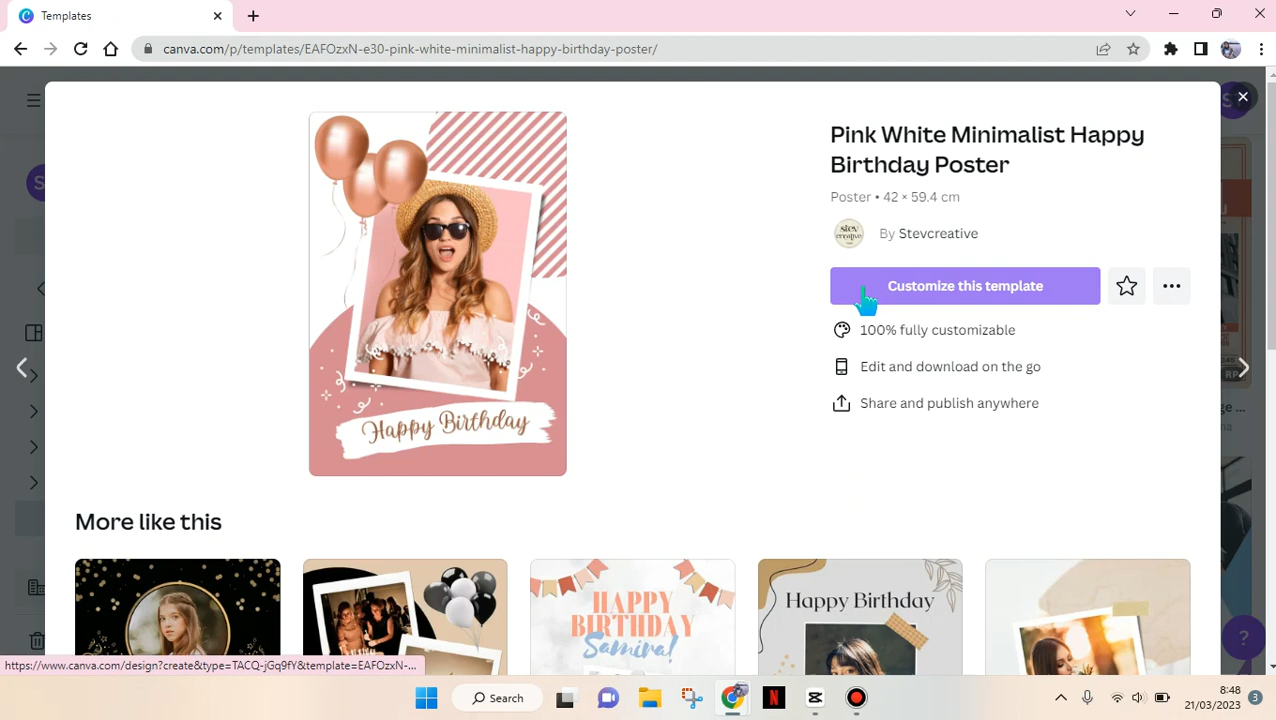 Templates
canva.com/p/templates/EAFOzxN-e30-pink-white-minimalist-happy-birthday-poster/
Pink White Minimalist Happy
Birthday Poster
Poster • 42 × 59.4 cm
stev
creative
By Stevcreative
Customize this template
100% fully customizable
Edit and download on the go
Share and publish anywhere
Happy Birthday
More like this
HAPPY
BIRTHDAY
Samira!
Happy Birthday
?
https://www.canva.com/design?create&type=TACQ-jGq9fY&template=EAFOzxN-...
Search
N
8:48
21/03/2023
3